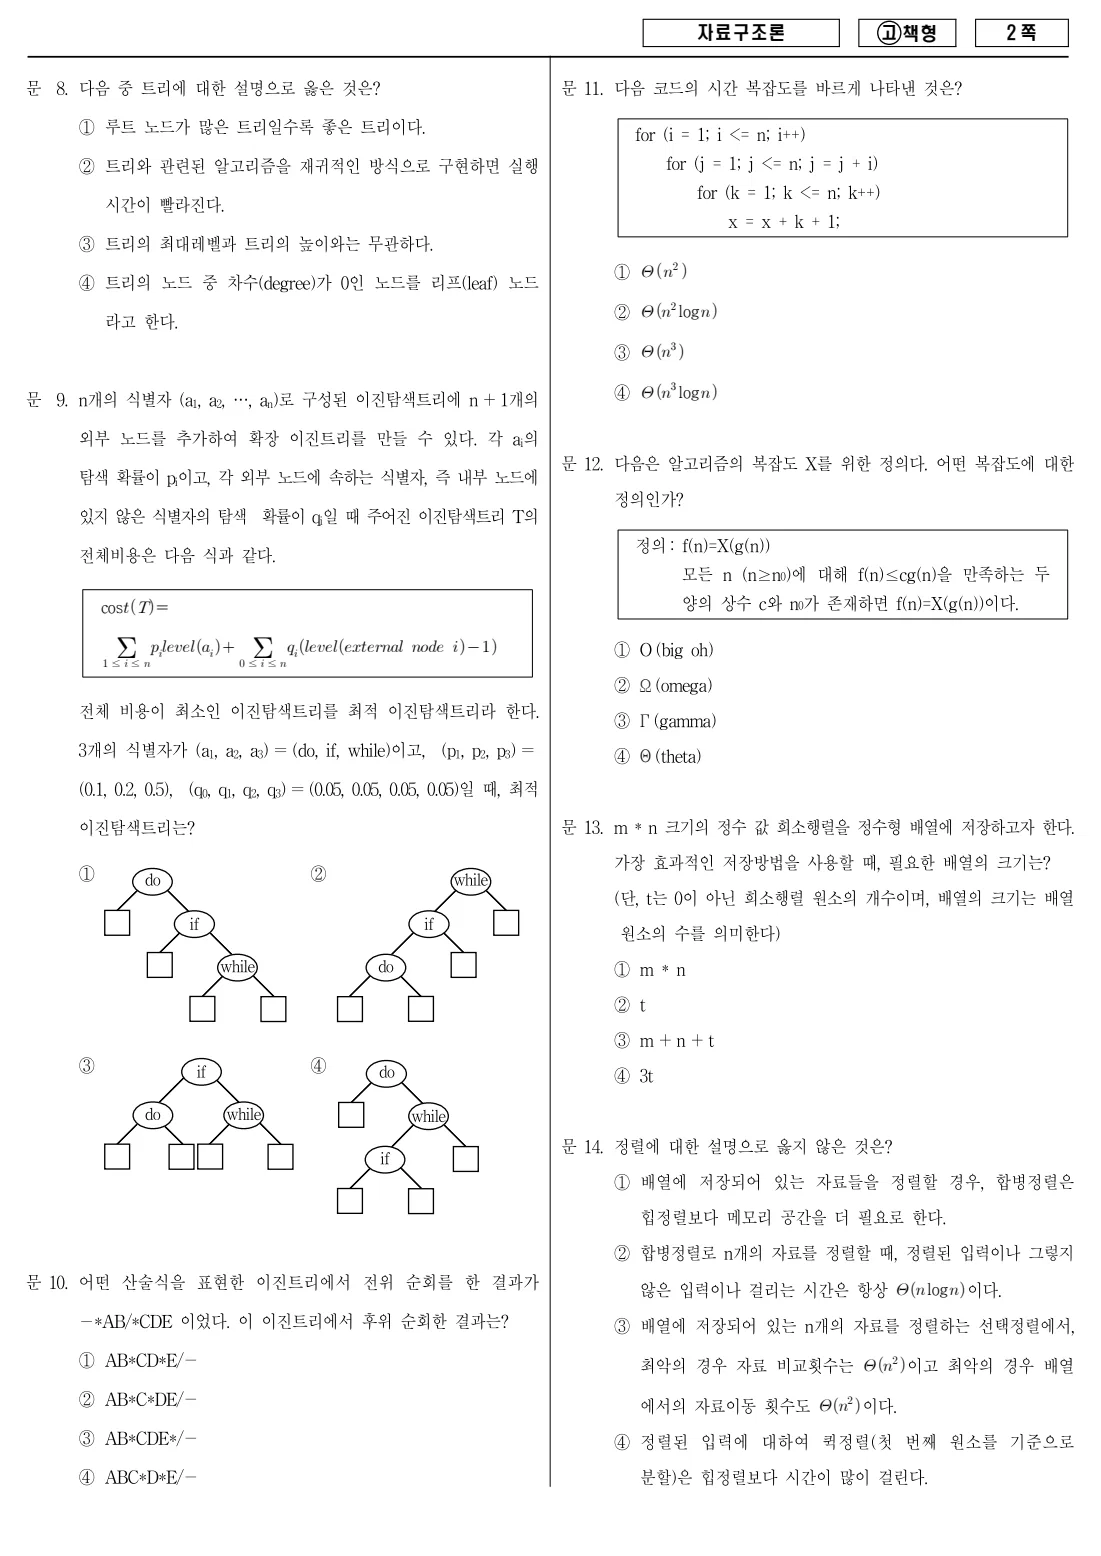 자료구조론
고책형
2쪽
문 8. 다음 중 트리에 대한 설명으로 옳은 것은?
① 루트 노드가 많은 트리일수록 좋은 트리이다.
② 트리와 관련된 알고리즘을 재귀적인 방식으로 구현하면 실행
시간이 빨라진다.
③ 트리의 최대레벨과 트리의 높이와는 무관하다.
④ 트리의 노드 중 차수(degree)가 0인 노드를 리프(leaf) 노드
라고 한다.
문 9. n개의 식별자 (a₁, a₂, ⋯, aₙ)로 구성된 이진탐색트리에 n + 1개의
외부 노드를 추가하여 확장 이진트리를 만들 수 있다. 각 aᵢ의
탐색 확률이 pᵢ이고, 각 외부 노드에 속하는 식별자, 즉 내부 노드에
있지 않은 식별자의 탐색 확률이 qⱼ일 때 주어진 이진탐색트리 T의
전체비용은 다음 식과 같다.
cost(T)=
∑ pᵢlevel(aᵢ)+ ∑ qᵢ(level(external node i)−1)
1≤i≤n 0≤i≤n
전체 비용이 최소인 이진탐색트리를 최적 이진탐색트리라 한다.
3개의 식별자가 (a₁, a₂, a₃) = (do, if, while)이고, (p₁, p₂, p₃) =
(0.1, 0.2, 0.5), (q₀, q₁, q₂, q₃) = (0.05, 0.05, 0.05, 0.05)일 때, 최적
이진탐색트리는?
① do
if
while
② while
if
do
③ if
do while
④ do
while
if
문 10. 어떤 산술식을 표현한 이진트리에서 전위 순회를 한 결과가
−*AB/*CDE 이었다. 이 이진트리에서 후위 순회한 결과는?
① AB*CD*E/−
② AB*C*DE/−
③ AB*CDE*/−
④ ABC*D*E/−
문 11. 다음 코드의 시간 복잡도를 바르게 나타낸 것은?
for (i = 1; i <= n; i++)
for (j = 1; j <= n; j = j + i)
for (k = 1; k <= n; k++)
x = x + k + 1;
① Θ(n²)
② Θ(n²logn)
③ Θ(n³)
④ Θ(n³logn)
문 12. 다음은 알고리즘의 복잡도 X를 위한 정의다. 어떤 복잡도에 대한
정의인가?
정의 : f(n)=X(g(n))
모든 n (n≥n₀)에 대해 f(n)≤cg(n)을 만족하는 두
양의 상수 c와 n₀가 존재하면 f(n)=X(g(n))이다.
① O (big oh)
② Ω (omega)
③ Γ (gamma)
④ Θ (theta)
문 13. m * n 크기의 정수 값 희소행렬을 정수형 배열에 저장하고자 한다.
가장 효과적인 저장방법을 사용할 때, 필요한 배열의 크기는?
(단, t는 0이 아닌 희소행렬 원소의 개수이며, 배열의 크기는 배열
원소의 수를 의미한다)
① m * n
② t
③ m + n + t
④ 3t
문 14. 정렬에 대한 설명으로 옳지 않은 것은?
① 배열에 저장되어 있는 자료들을 정렬할 경우, 합병정렬은
힙정렬보다 메모리 공간을 더 필요로 한다.
② 합병정렬로 n개의 자료를 정렬할 때, 정렬된 입력이나 그렇지
않은 입력이나 걸리는 시간은 항상 Θ(nlogn)이다.
③ 배열에 저장되어 있는 n개의 자료를 정렬하는 선택정렬에서,
최악의 경우 자료 비교횟수는 Θ(n²)이고 최악의 경우 배열
에서의 자료이동 횟수도 Θ(n²)이다.
④ 정렬된 입력에 대하여 퀵정렬(첫 번째 원소를 기준으로
분할)은 힙정렬보다 시간이 많이 걸린다.